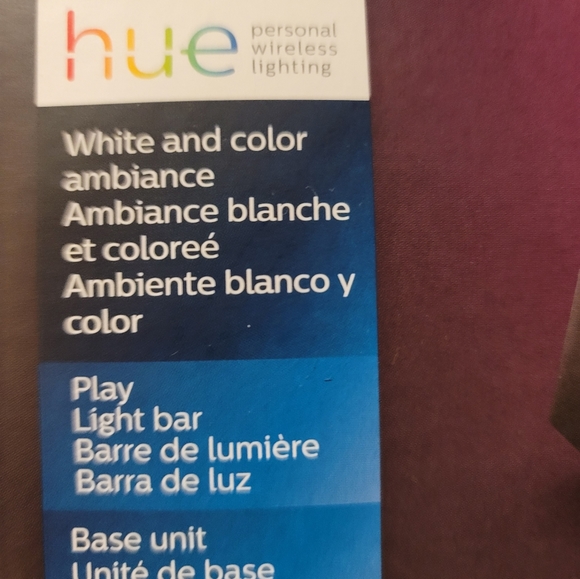 hue personal
wireless
lighting
White and color
ambiance
Ambiance blanche
et coloreé
Ambiente blanco y
color
Play
Light bar
Barre de lumière
Barra de luz
Base unit
Unité de base